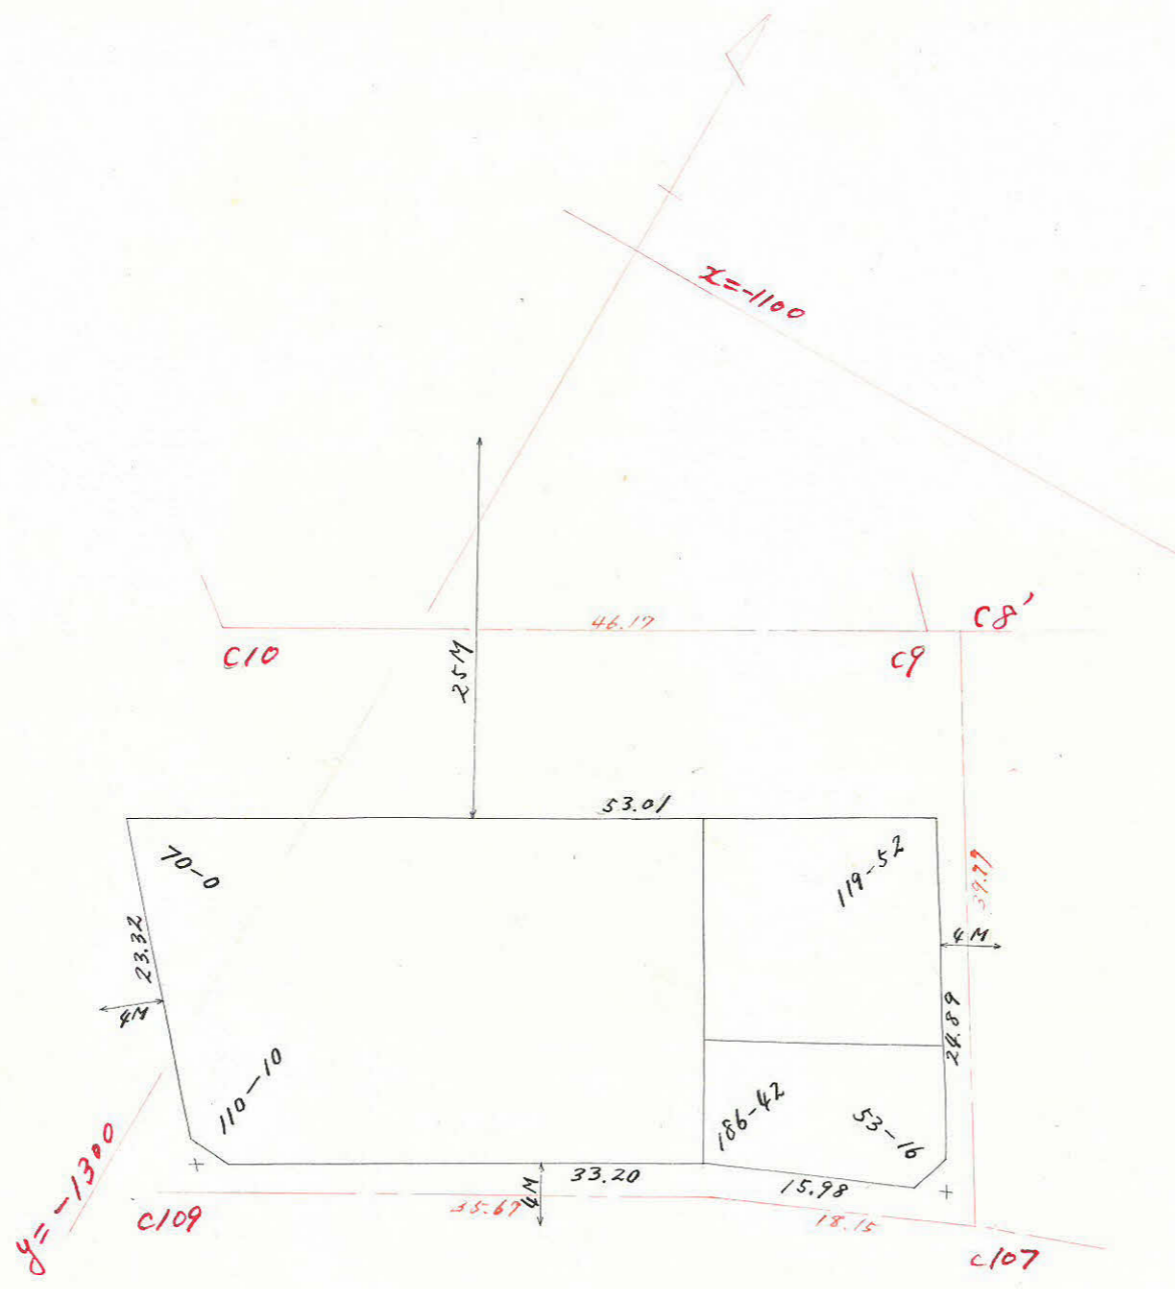 x=-1100
46.17
C8'
C10
C9
25M
53.01
70-0
119-52
39.77
23.32
4M
4M
24.89
110-10
186-42
53-16
y=-1300
33.20
4M
15.98
C109
35.67
18.15
C107